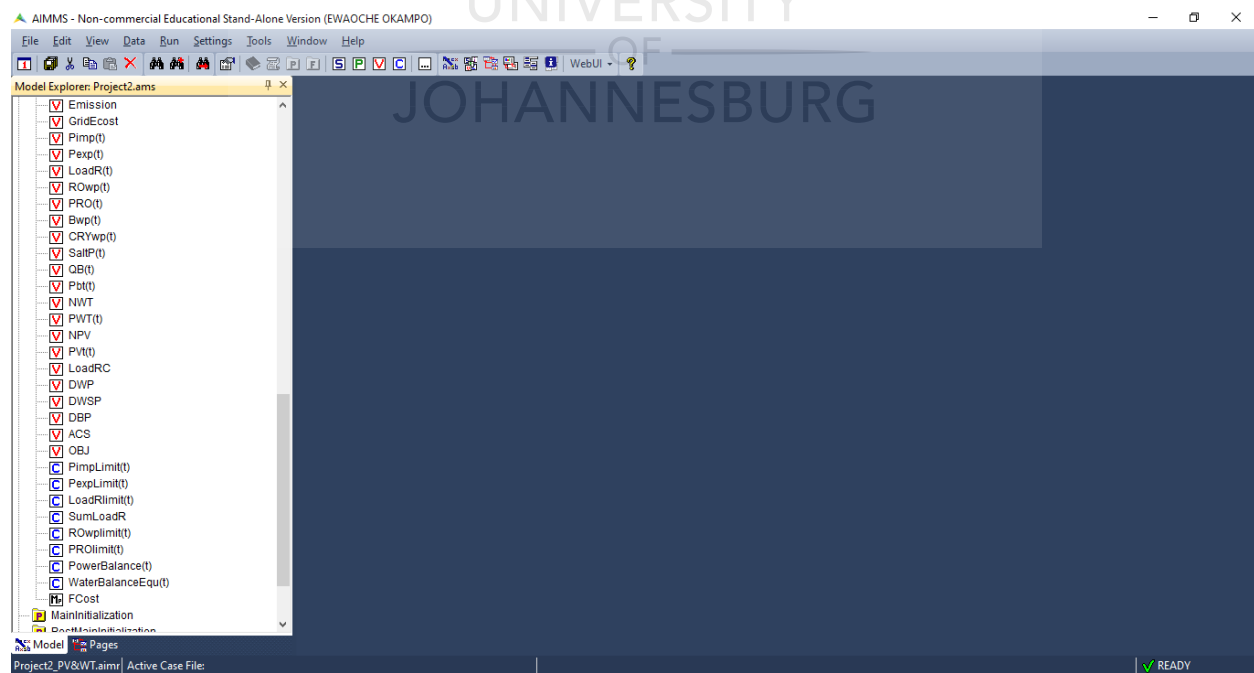 UNIVERSITY
OF
JOHANNESBURG
AIMMS - Non-commercial Educational Stand-Alone Version (EWAOCHE OKAMPO)
File Edit View Data Run Settings Tools Window Help
WebUI
Model Explorer: Project2.ams
V Emission
V GridEcost
V Pimp(t)
V Pexp(t)
V LoadR(t)
V ROwp(t)
V PRO(t)
V Bwp(t)
V CRYwp(t)
V SaltP(t)
V QB(t)
V Pbt(t)
V NWT
V PWT(t)
V NPV
V PVt(t)
V LoadRC
V DWP
V DWSP
V DBP
V ACS
V OBJ
C PimpLimit(t)
C PexpLimit(t)
C LoadRlimit(t)
C SumLoadR
C ROwplimit(t)
C PROlimit(t)
C PowerBalance(t)
C WaterBalanceEqu(t)
FCost
P MainInitialization
PostMainInitialization
Model Pages
Project2_PV&WT.aimr Active Case File: READY